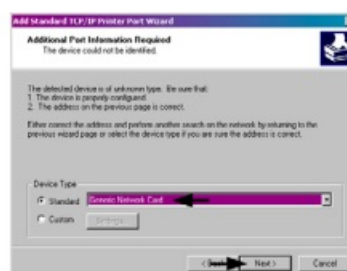 Add Standard TCP/IP Printer Port Wizard
Additional Port Information Required
The device could not be identified.
The detected device is of unknown type. Be sure that:
1. The device is properly configured.
2. The address on the previous page is correct.
Either correct the address and perform another search on the network by returning to the
previous wizard page or select the device type if you are sure the address is correct.
Device Type
Standard Generic Network Card
Custom Settings...
Next > Cancel